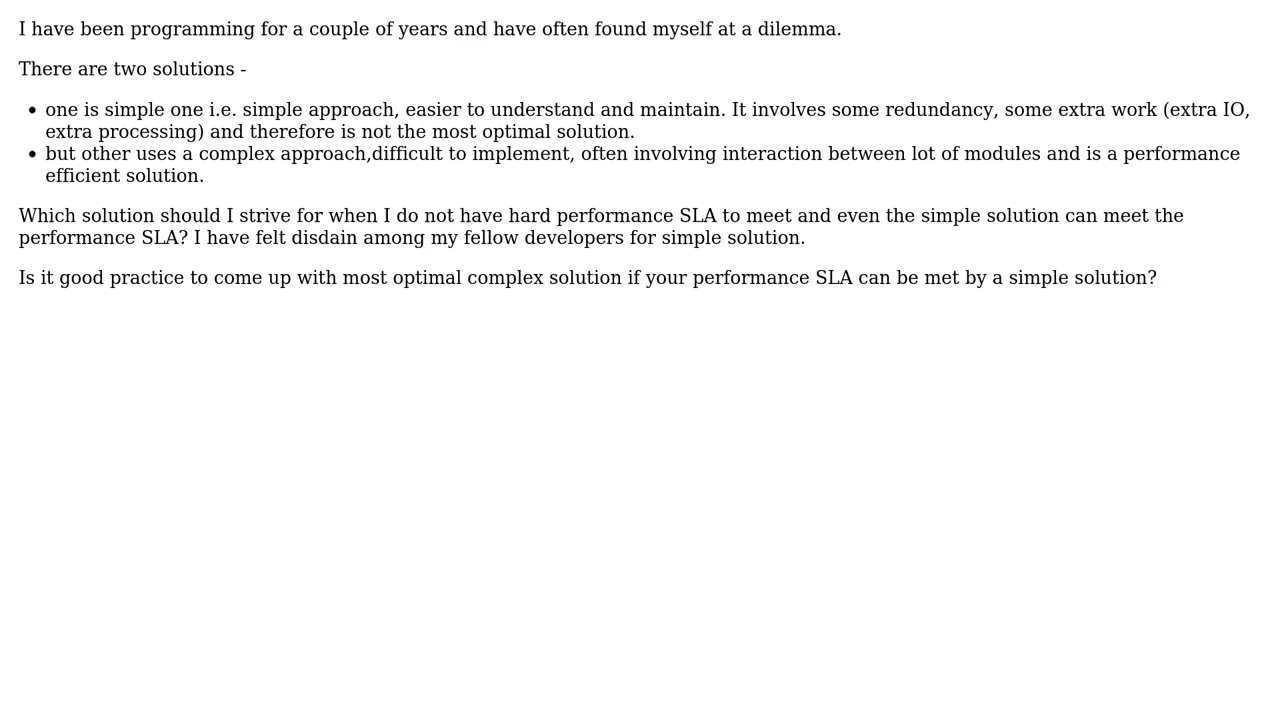 I have been programming for a couple of years and have often found myself at a dilemma.
There are two solutions -
• one is simple one i.e. simple approach, easier to understand and maintain. It involves some redundancy, some extra work (extra IO,
extra processing) and therefore is not the most optimal solution.
• but other uses a complex approach,difficult to implement, often involving interaction between lot of modules and is a performance
efficient solution.
Which solution should I strive for when I do not have hard performance SLA to meet and even the simple solution can meet the
performance SLA? I have felt disdain among my fellow developers for simple solution.
Is it good practice to come up with most optimal complex solution if your performance SLA can be met by a simple solution?